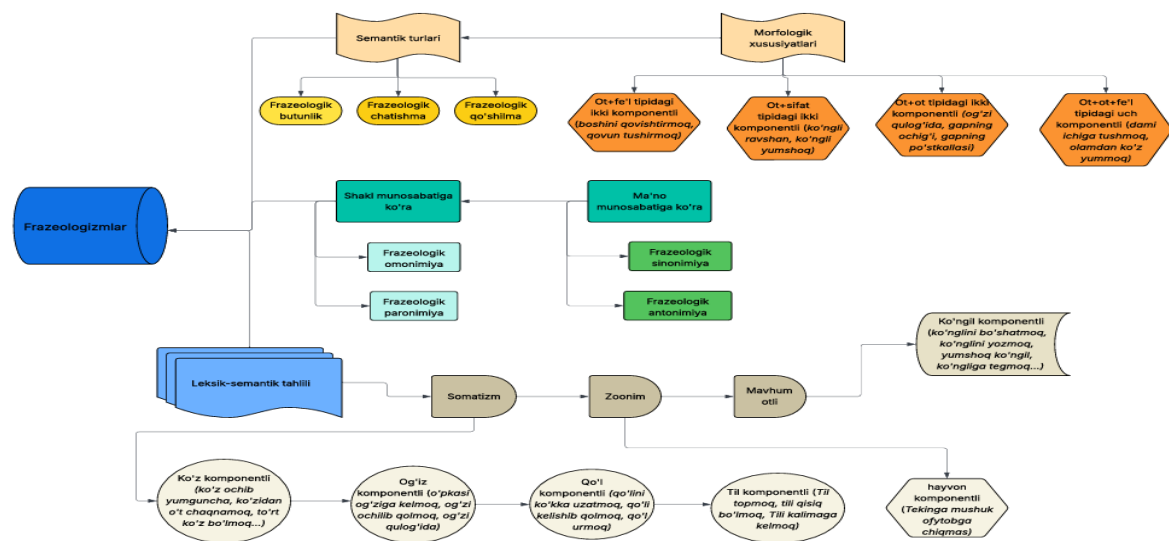 Semantik turlari
Morfologik
xususiyatlari
Frazeologik
butunlik
Frazeologik
chatishma
Frazeologik
qo'shilma
Ot+fe'l tipidagi
ikki komponentli
(boshini qovishtirmoq,
qovun tushirmoq)
Ot+sifat
tipidagi ikki
komponentli (ko'ngli
ravshan, ko'ngli
yumshoq)
Ot+ot tipidagi ikki
komponentli (og'zi
qulog'ida, gapning
ochig'i, gapning
po'stkallasi)
Ot+ot+fe'l
tipidagi uch
komponentli (dami
ichiga tushmoq,
olamdan ko'z
yummoq)
Frazeologizmlar
Shakl munosabatiga
ko'ra
Ma'no
munosabatiga ko'ra
Frazeologik
omonimiya
Frazeologik
sinonimiya
Frazeologik
paronimiya
Frazeologik
antonimiya
Leksik-semantik tahlili
Somatizm
Zoonim
Mavhum
otli
Ko'ngil komponentli
(ko'nglini bo'shatmoq,
ko'nglini yozmoq,
yumshoq ko'ngil,
ko'ngliga tegmoq...)
Ko'z komponentli
(ko'z ochib
yumguncha, ko'zidan
o't chaqnamoq, to'rt
ko'z bo'lmoq...)
Og'iz
komponentli (o'pkasi
og'ziga kelmoq, og'zi
ochilib qolmoq, og'zi
qulog'ida)
Qo'l
komponentli (qo'lini
ko'kka uzatmoq, qo'li
kelishib qolmoq, qo'l
urmoq)
Til komponentli (Til
topmoq, tili qisiq
bo'lmoq, Tili kalimaga
kelmoq)
hayvon
komponentli
(Tekinga mushuk
ofytobga
chiqmas)